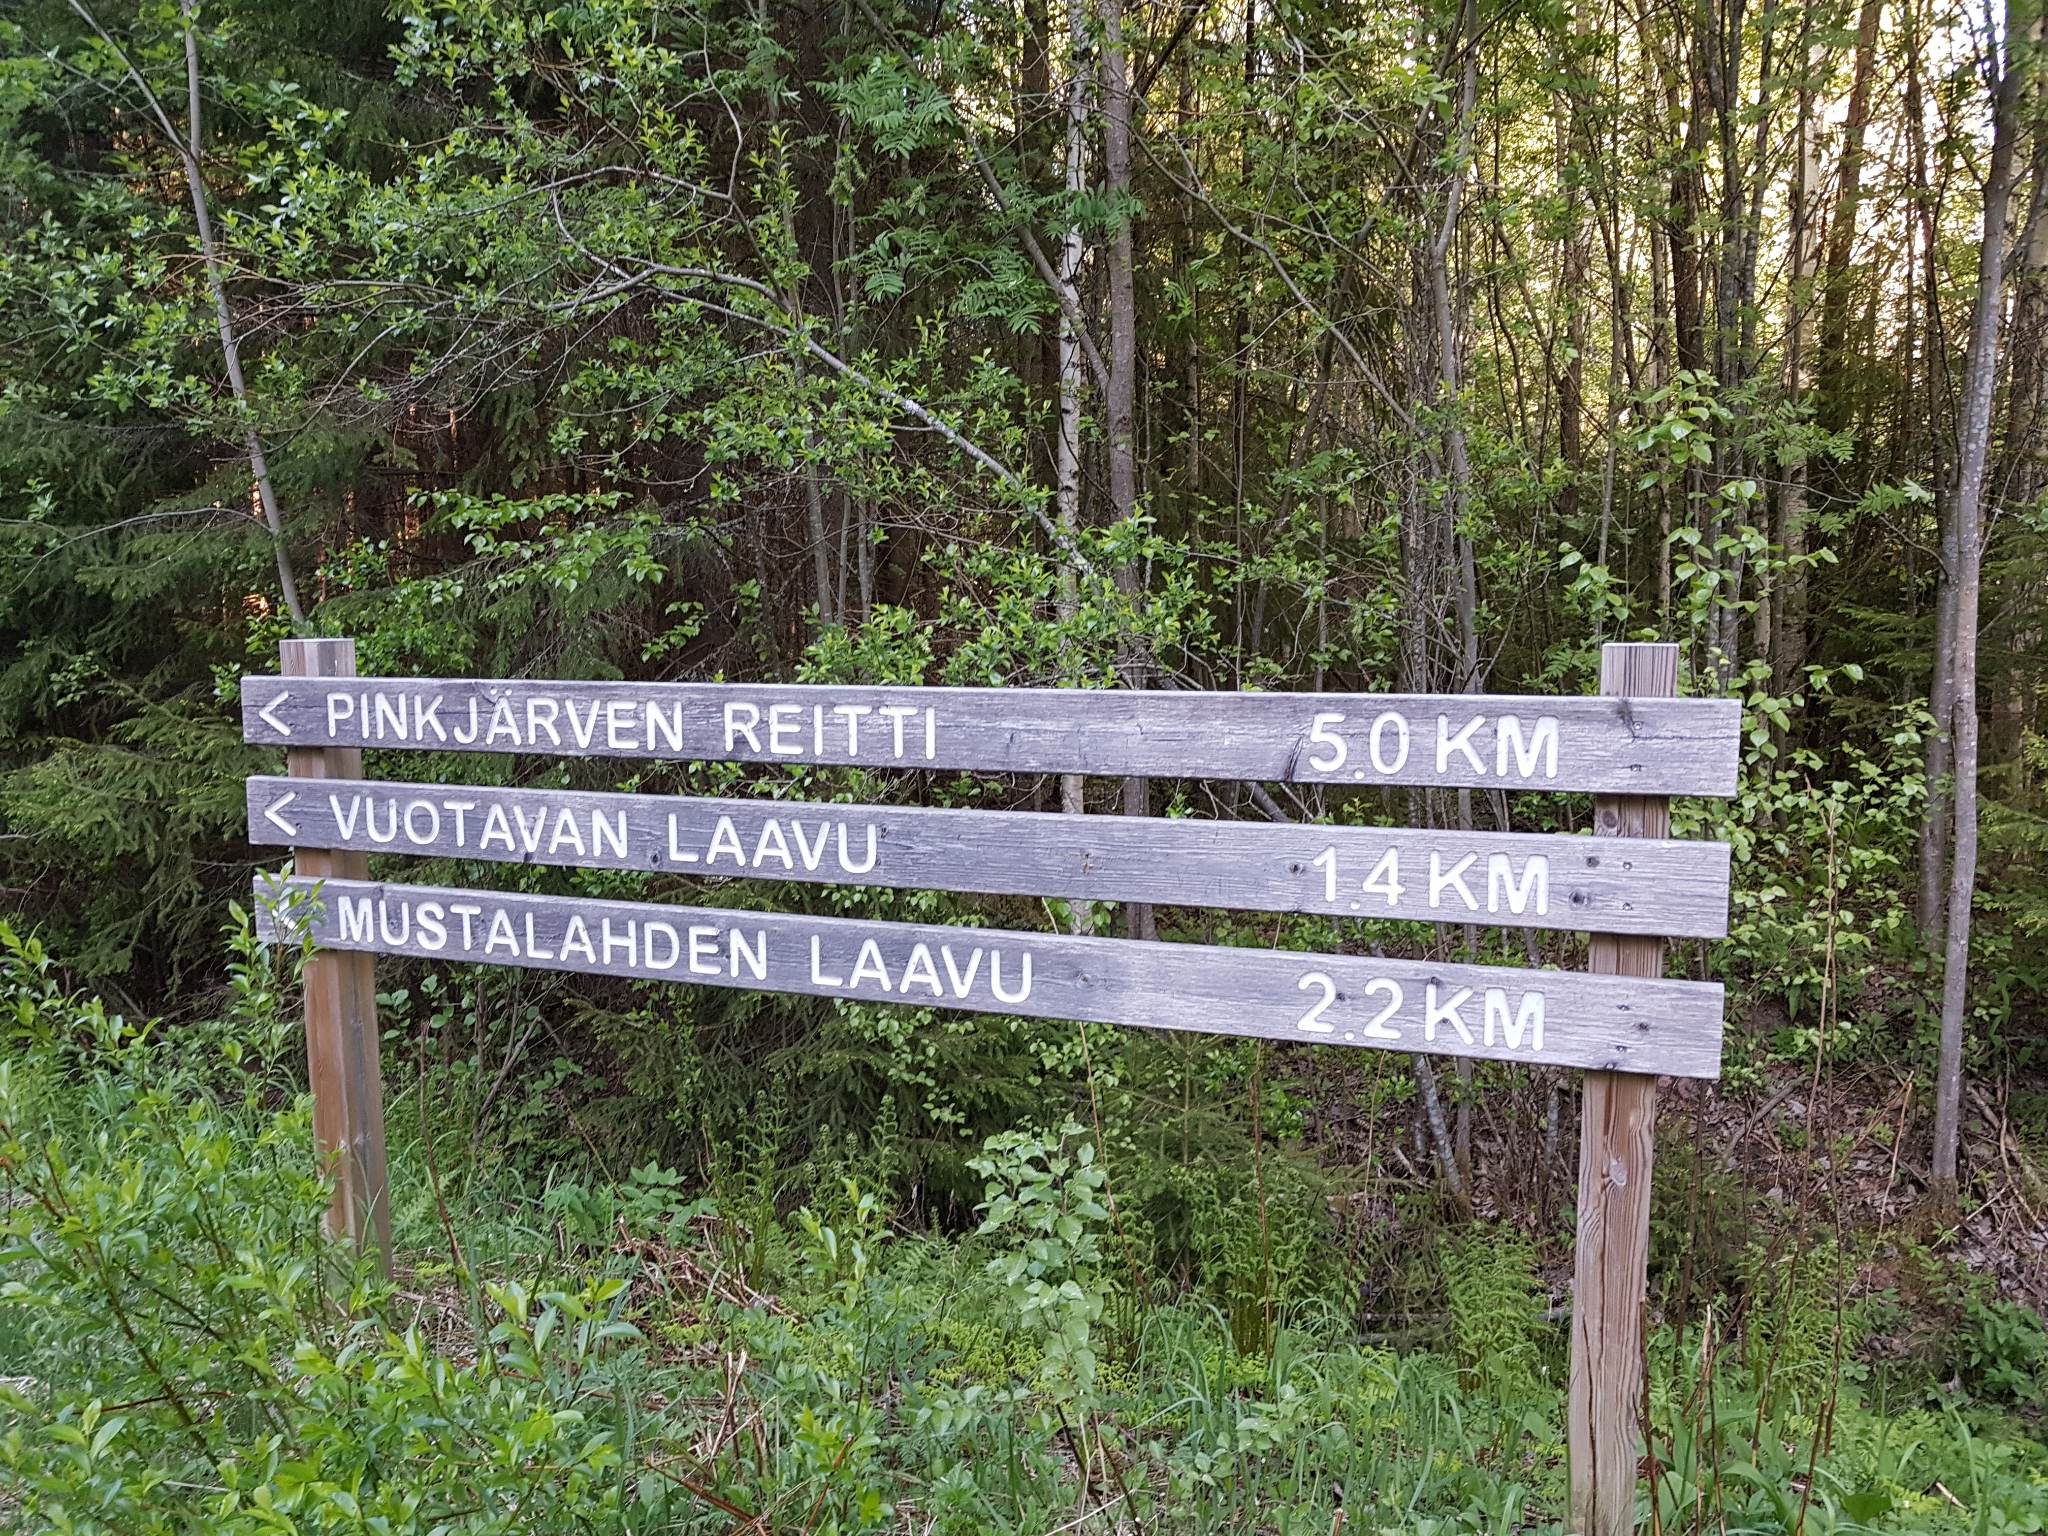 < PINKJÄRVEN REITTI 5.0 KM
< VUOTAVAN LAAVU 1.4 KM
< MUSTALAHDEN LAAVU 2.2 KM